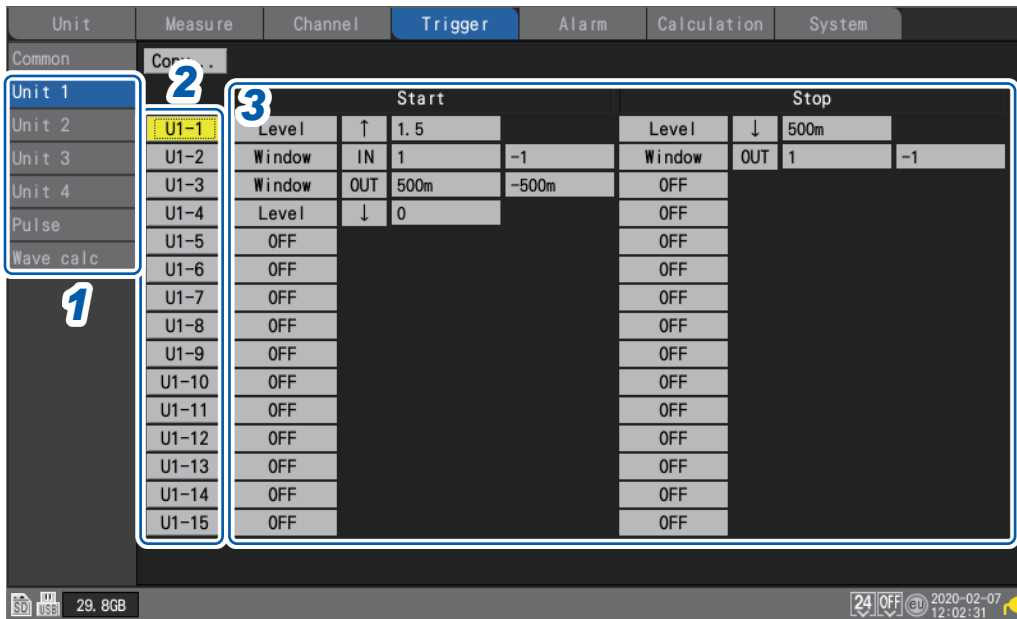 Unit Measure Channel Trigger Alarm Calculation System
Common
Unit 1
Unit 2
Unit 3
Unit 4
Pulse
Wave calc
1
2
3
Start Stop
U1-1 Level ↑ 1.5 Level ↓ 500m
U1-2 Window IN 1 -1 Window OUT 1 -1
U1-3 Window OUT 500m -500m OFF
U1-4 Level ↓ 0 OFF
U1-5 OFF OFF
U1-6 OFF OFF
U1-7 OFF OFF
U1-8 OFF OFF
U1-9 OFF OFF
U1-10 OFF OFF
U1-11 OFF OFF
U1-12 OFF OFF
U1-13 OFF OFF
U1-14 OFF OFF
U1-15 OFF OFF
SD USB 29.8GB 24 OFF eu 2020-02-07
12:02:31